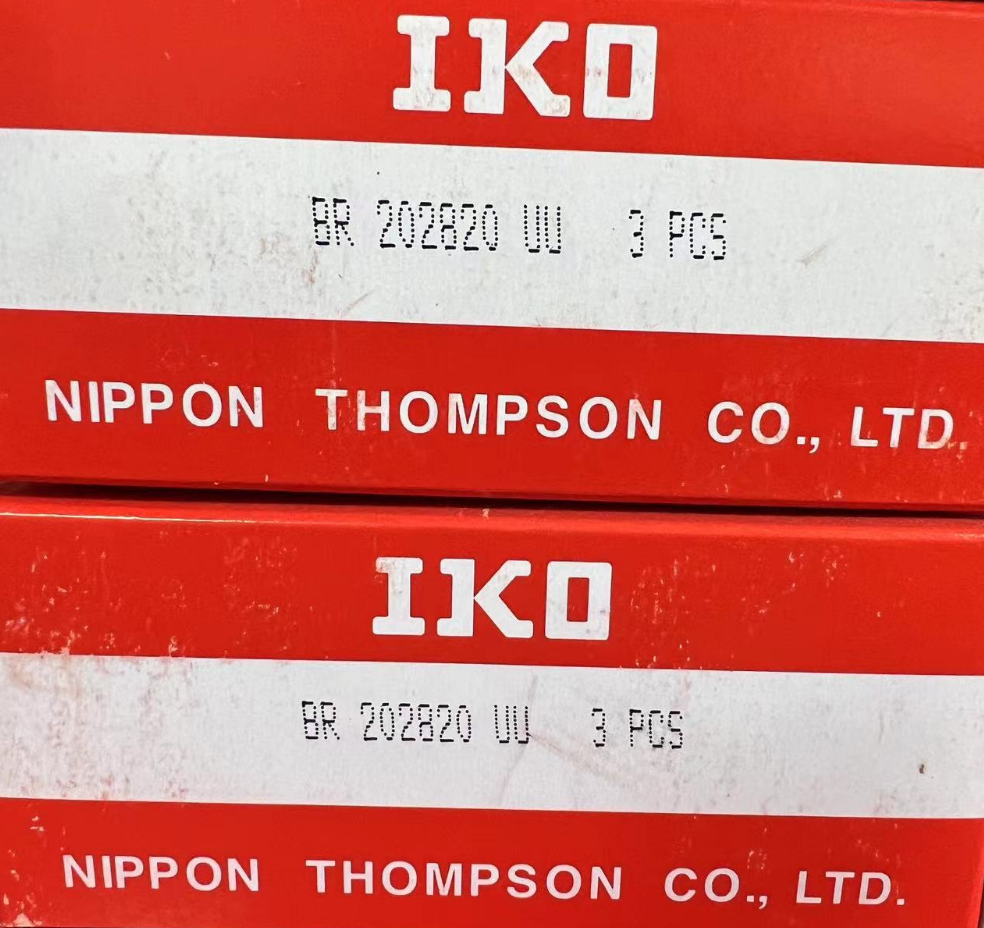 IKO
BR 202820 UU 3 PCS
NIPPON THOMPSON CO., LTD.
IKO
BR 202820 UU 3 PCS
NIPPON THOMPSON CO., LTD.